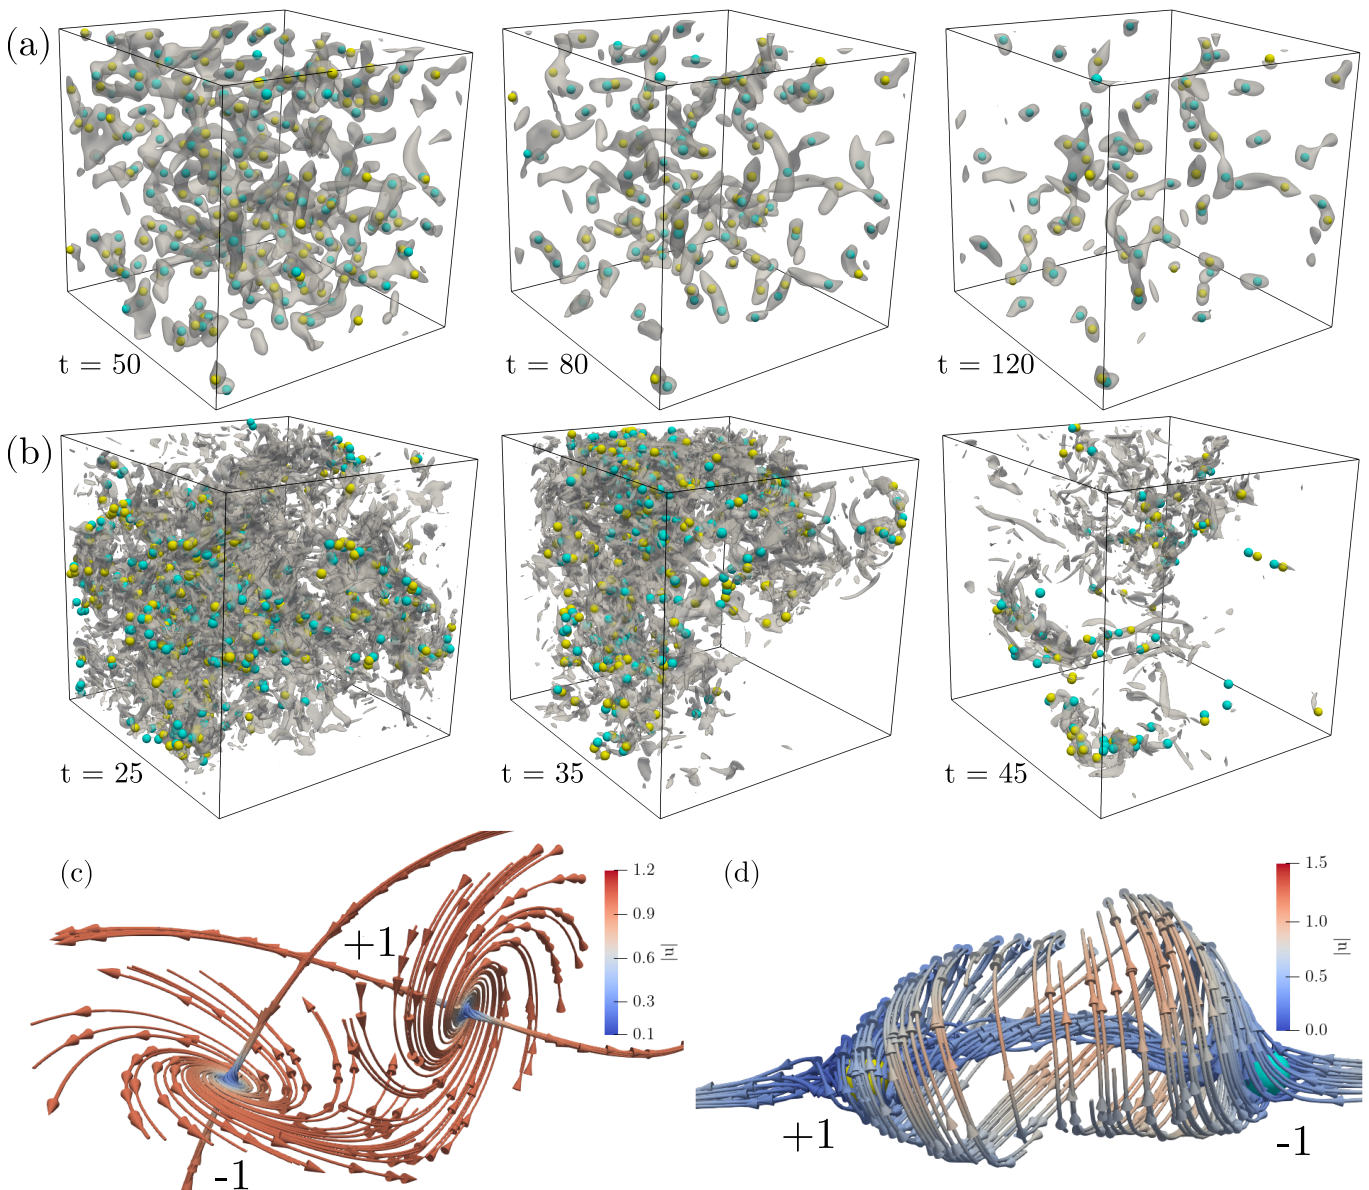 (a)
t = 50
t = 80
t = 120
(b)
t = 25
t = 35
t = 45
(c)
+1
-1
1.2
0.9
0.6
0.3
0.1
|Ξ|
(d)
+1
-1
1.5
1.0
0.5
0.0
|Ξ|